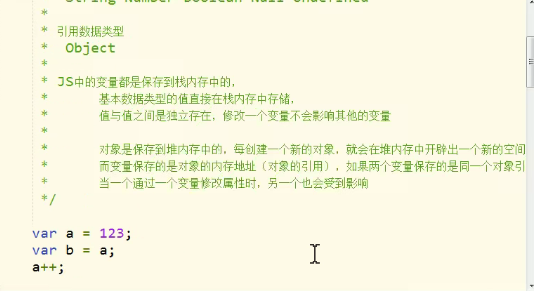 String Number Boolean Null Undefined
*
* 引用数据类型
* Object
*
* JS中的变量都是保存到栈内存中的,
* 基本数据类型的值直接在栈内存中存储,
* 值与值之间是独立存在,修改一个变量不会影响其他的变量
*
* 对象是保存到堆内存中的,每创建一个新的对象,就会在堆内存中开辟出一个新的空间
* 而变量保存的是对象的内存地址(对象的引用),如果两个变量保存的是同一个对象引
* 当一个通过一个变量修改属性时,另一个也会受到影响
*/
var a = 123;
var b = a;
a++;